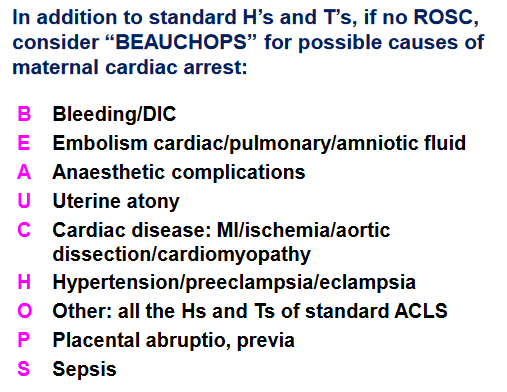 In addition to standard H's and T's, if no ROSC,
consider “BEAUCHOPS” for possible causes of
maternal cardiac arrest:
B Bleeding/DIC
E Embolism cardiac/pulmonary/amniotic fluid
A Anaesthetic complications
U Uterine atony
C Cardiac disease: MI/ischemia/aortic
dissection/cardiomyopathy
H Hypertension/preeclampsia/eclampsia
O Other: all the Hs and Ts of standard ACLS
P Placental abruptio, previa
S Sepsis